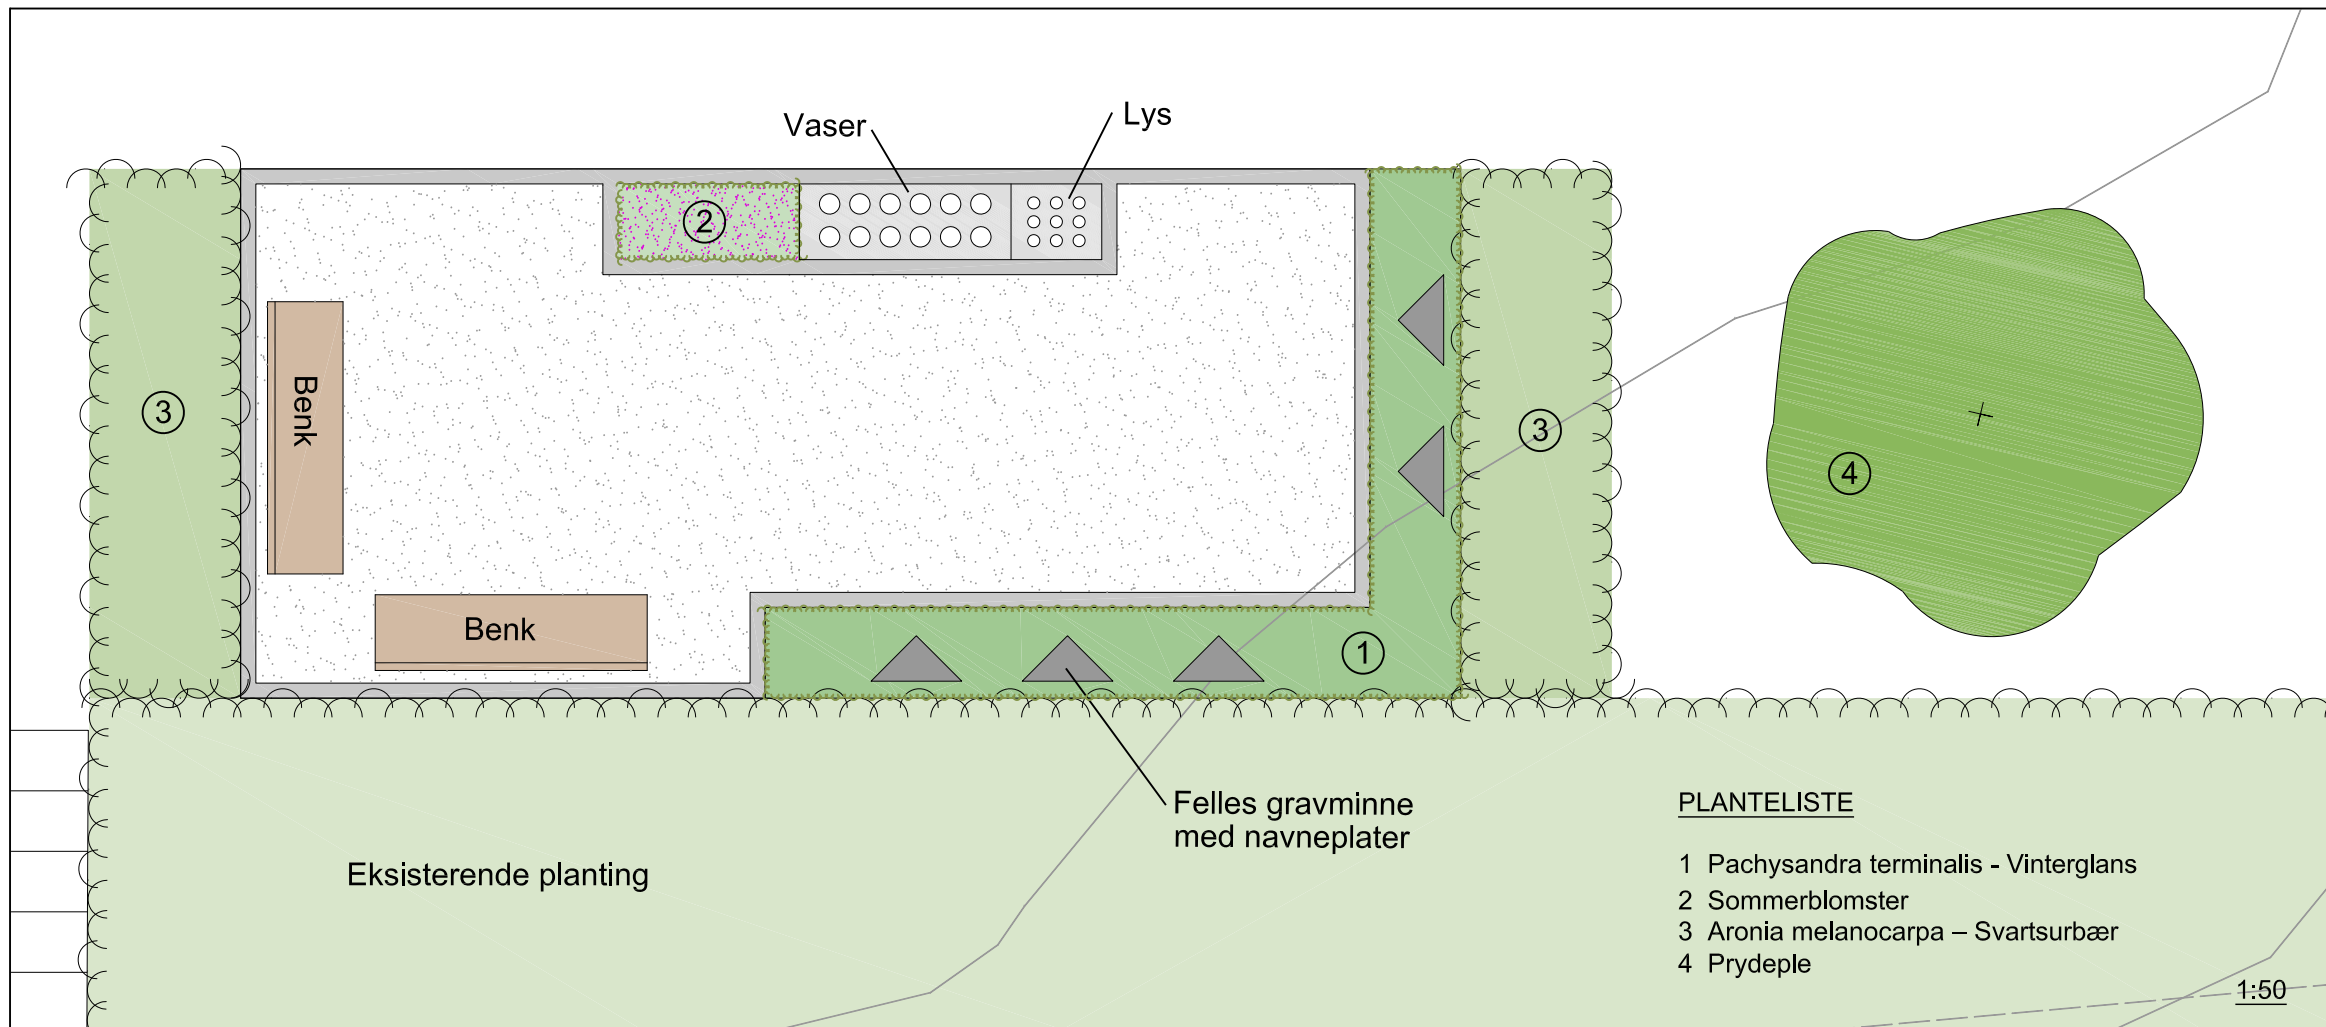 Vaser
Lys
2
3
Benk
3
4
Benk
1
Felles gravminne
med navneplater
Eksisterende planting
PLANTELISTE
1 Pachysandra terminalis - Vinterglans
2 Sommerblomster
3 Aronia melanocarpa – Svartsurbær
4 Prydeple
1:50